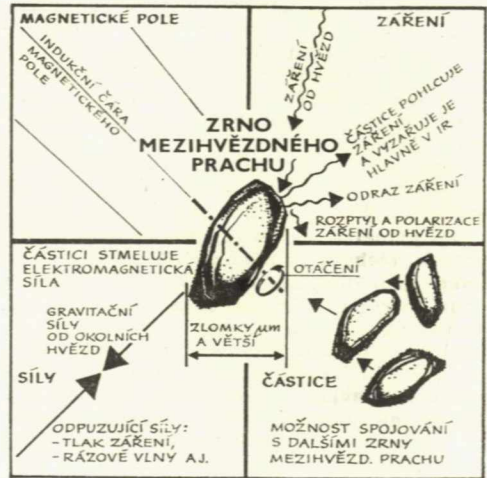 MAGNETICKÉ POLE
INDUKČNÍ ČÁRA
MAGNETICKÉHO
POLE
ZÁŘENÍ
ZÁŘENÍ
OD HVĚZD
ZRNO
MEZIHVĚZDNÉHO
PRACHU
ČÁSTICE POHLCUJE
ZÁŘENÍ
A VYZAŘUJE JE
HLAVNĚ V IR
ODRAZ ZÁŘENÍ
ROZPTYL A POLARIZACE
ZÁŘENÍ OD HVĚZD
ČÁSTICI STMELUJE
ELEKTROMAGNETICKÁ
SÍLA
GRAVITAČNÍ
SÍLY
OD OKOLNÍCH
HVĚZD
SÍLY
ODPUZUJÍCÍ SÍLY:
- TLAK ZÁŘENÍ,
- RÁZOVÉ VLNY AJ.
ZLOMKY µm
A VĚTŠÍ
OTÁČENÍ
ČÁSTICE
MOŽNOST SPOJOVÁNÍ
S DALŠÍMI ZRNY
MEZIHVĚZD. PRACHU